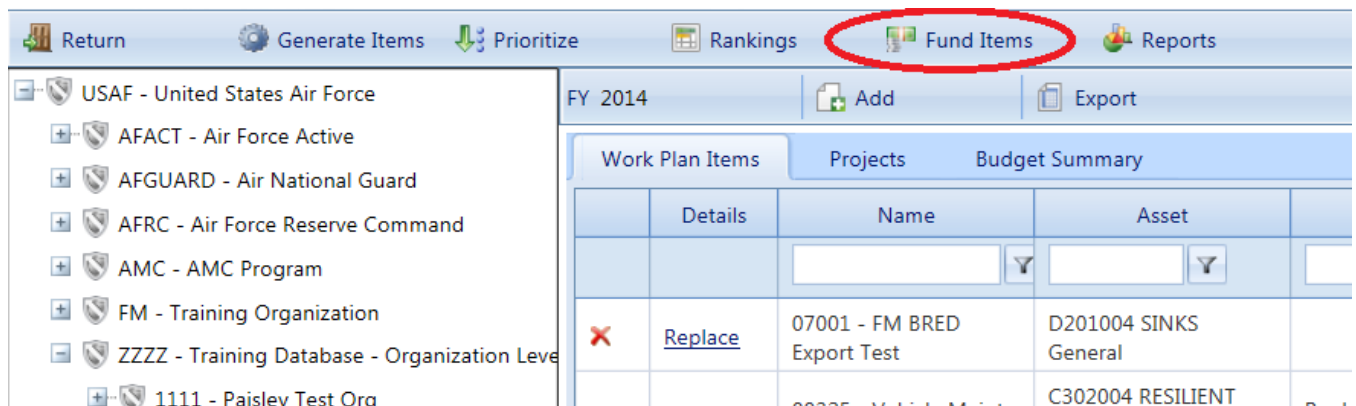 Return Generate Items Prioritize Rankings Fund Items Reports
USAF - United States Air Force
AFACT - Air Force Active
AFGUARD - Air National Guard
AFRC - Air Force Reserve Command
AMC - AMC Program
FM - Training Organization
ZZZZ - Training Database - Organization Leve
1111 - Paisley Test Org
FY 2014 Add Export
Work Plan Items Projects Budget Summary
Details Name Asset
Replace
07001 - FM BRED
Export Test
D201004 SINKS
General
C302004 RESILIENT